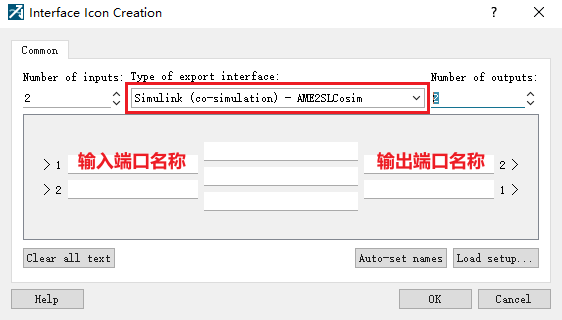 Interface Icon Creation
?
Common
Number of inputs: Type of export interface: Number of outputs:
2 Simulink (co-simulation) - AME2SLCosim 2
> 1 输入端口名称 输出端口名称 2 >
> 2 1 >
Clear all text Auto-set names Load setup...
Help OK Cancel